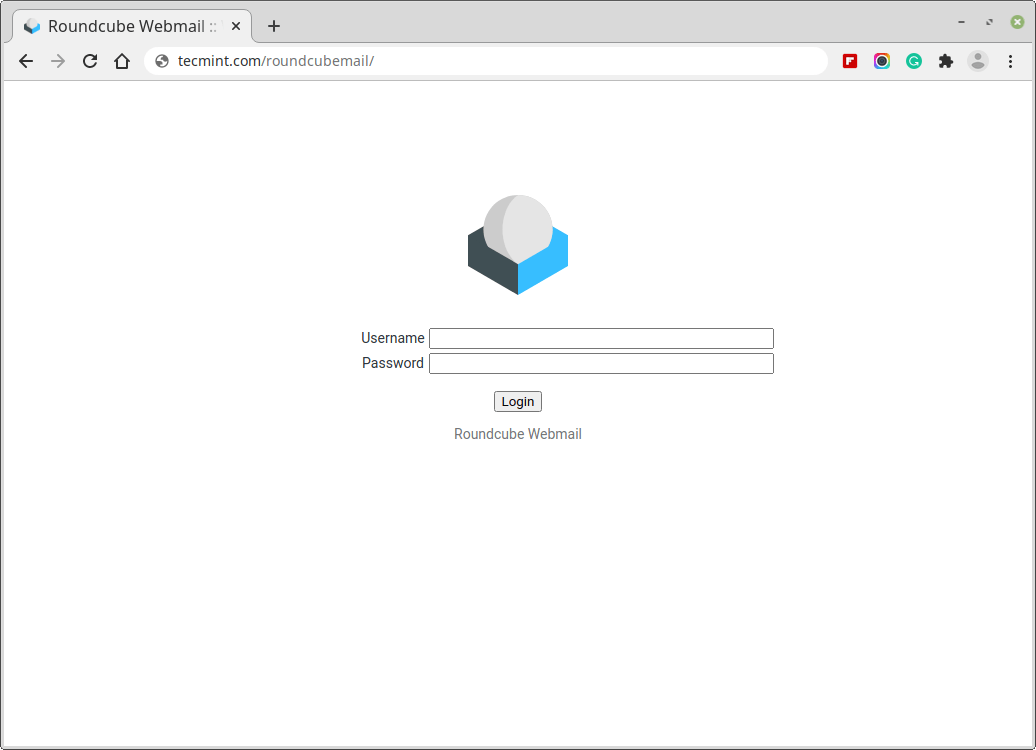 Roundcube Webmail ::
tecmint.com/roundcubemail/
Username
Password
Login
Roundcube Webmail